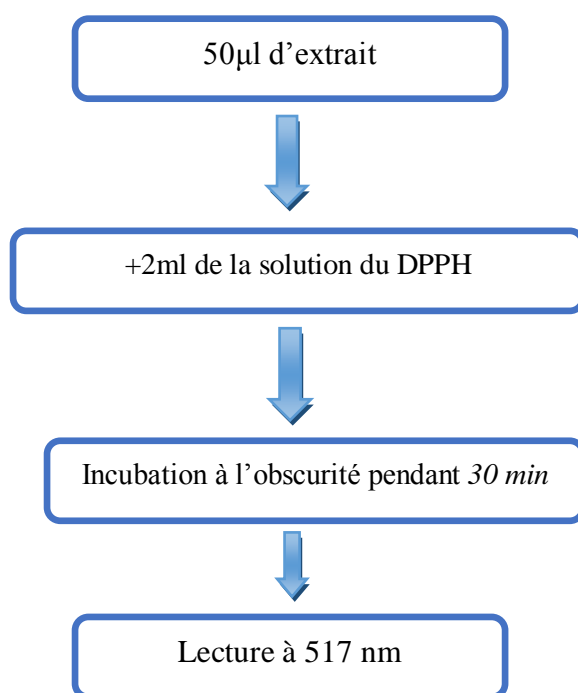 50µl d’extrait
+2ml de la solution du DPPH
Incubation à l’obscurité pendant 30 min
Lecture à 517 nm